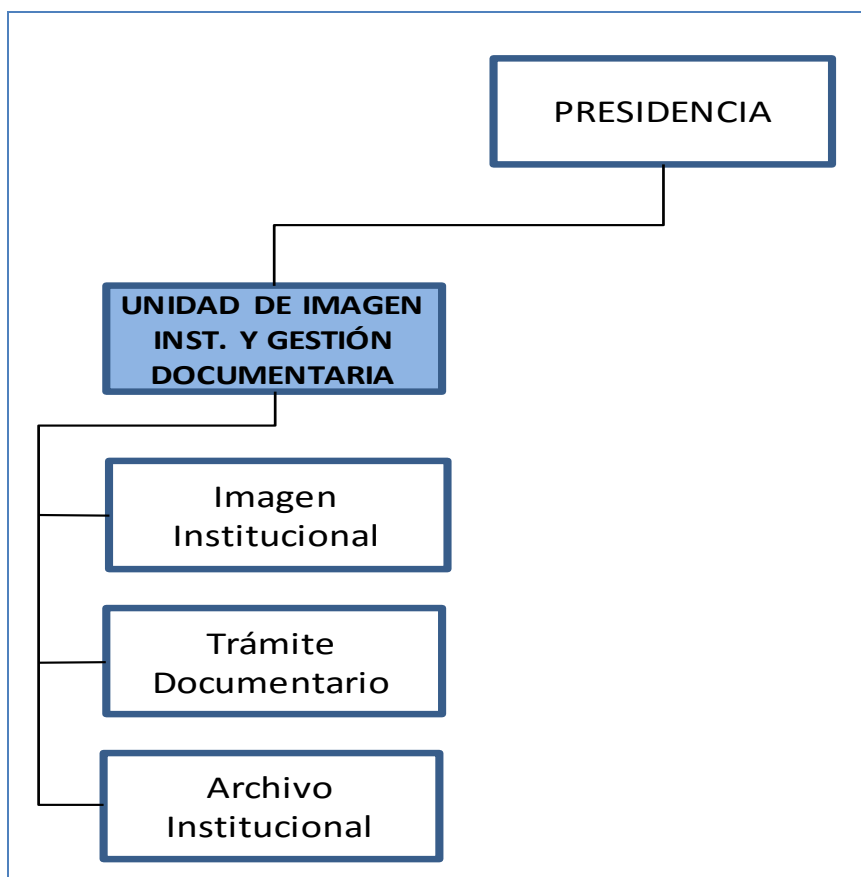 PRESIDENCIA
UNIDAD DE IMAGEN
INST. Y GESTIÓN
DOCUMENTARIA
Imagen
Institucional
Trámite
Documentario
Archivo
Institucional